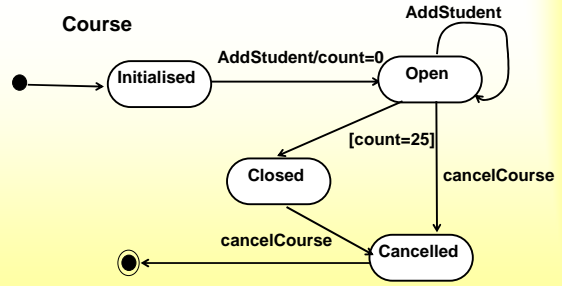 AddStudent
Course
AddStudent/count=0
Initialised
Open
[count=25]
Closed
cancelCourse
cancelCourse
Cancelled